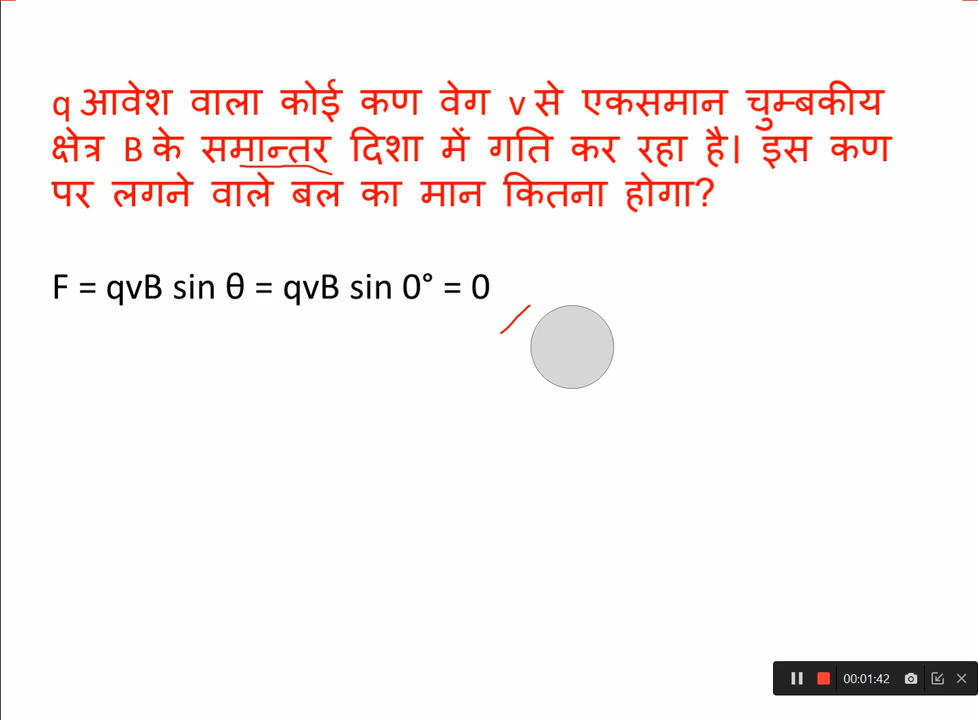 q आवेश वाला कोई कण वेग v से एकसमान चुम्बकीय
क्षेत्र B के समान्तर दिशा में गति कर रहा है। इस कण
पर लगने वाले बल का मान कितना होगा?
F = qvB sin θ = qvB sin 0° = 0
00:01:42